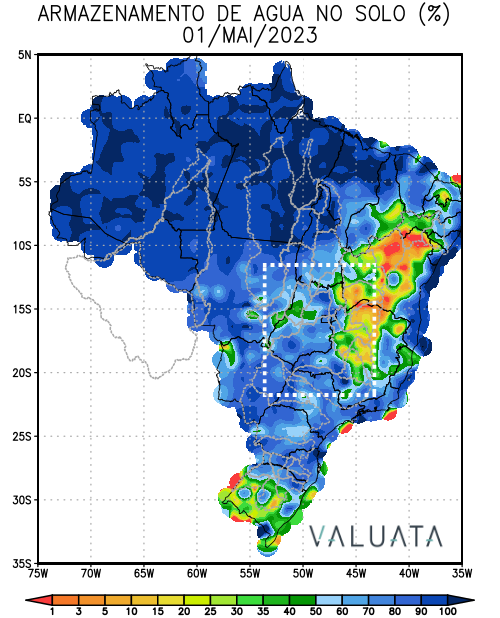 ARMAZENAMENTO DE AGUA NO SOLO (%)
01/MAI/2023
5N
EQ
5S
10S
15S
20S
25S
30S
35S
VALUATA
75W 70W 65W 60W 55W 50W 45W 40W 35W
1 3 5 10 15 20 25 30 35 40 50 60 70 80 90 100